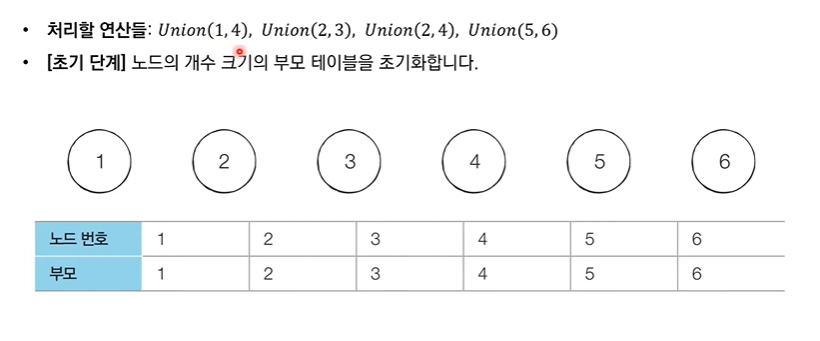 • 처리할 연산들: Union(1, 4), Union(2, 3), Union(2, 4), Union(5, 6)
• [초기 단계] 노드의 개수 크기의 부모 테이블을 초기화합니다.
1 2 3 4 5 6
노드 번호 1 2 3 4 5 6
부모 1 2 3 4 5 6